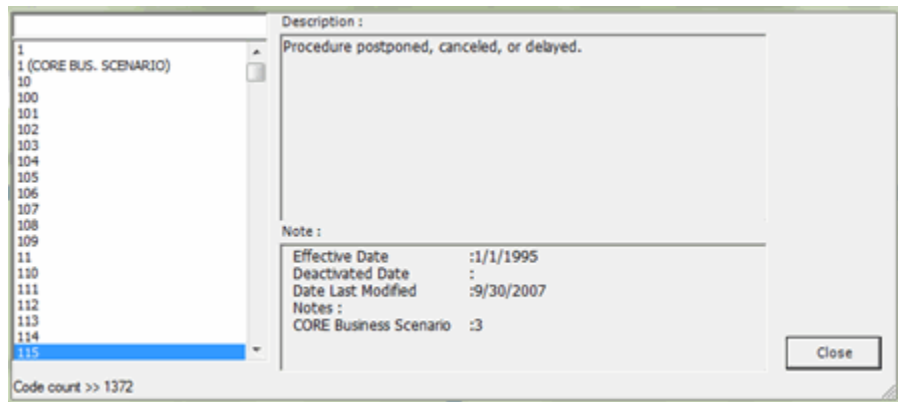 Description :
1
1 (CORE BUS. SCENARIO)
10
100
101
102
103
104
105
106
107
108
109
11
110
111
112
113
114
115
Code count >> 1372
Procedure postponed, canceled, or delayed.
Note :
Effective Date :1/1/1995
Deactivated Date :
Date Last Modified :9/30/2007
Notes :
CORE Business Scenario :3
Close